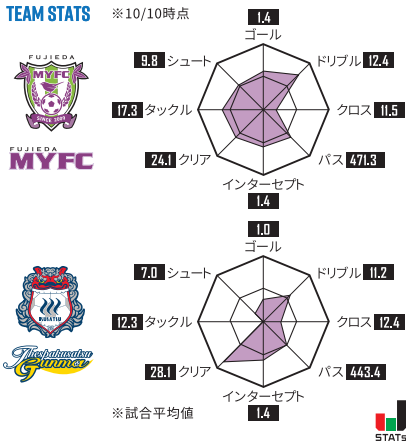 TEAM STATS ※10/10時点
1.4
ゴール
9.8 シュート
ドリブル 12.4
17.3 タックル
クロス 11.5
24.1 クリア
パス 471.3
インターセプト
1.4
FUJIEDA
MYFC
SINCE 2009
FUJIEDA
MYFC
1.0
ゴール
7.0 シュート
ドリブル 11.2
12.3 タックル
クロス 12.4
28.1 クリア
パス 443.4
インターセプト
1.4
KUSATSU
Thespakusatsu
Gunma
※試合平均値
STATS